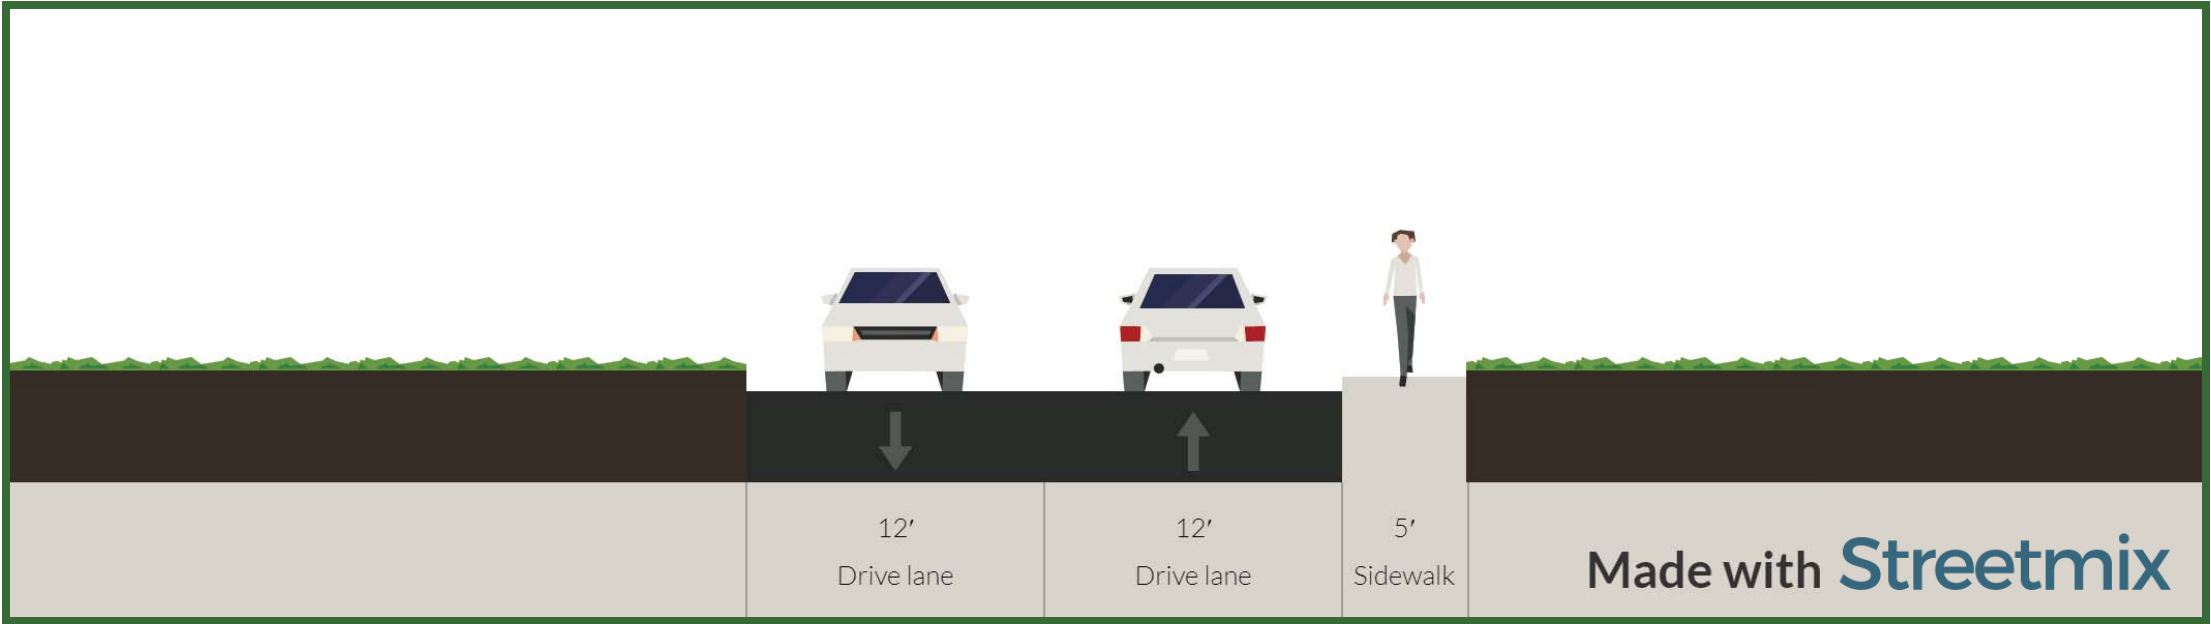 12′
Drive lane
12′
Drive lane
5′
Sidewalk
Made with Streetmix